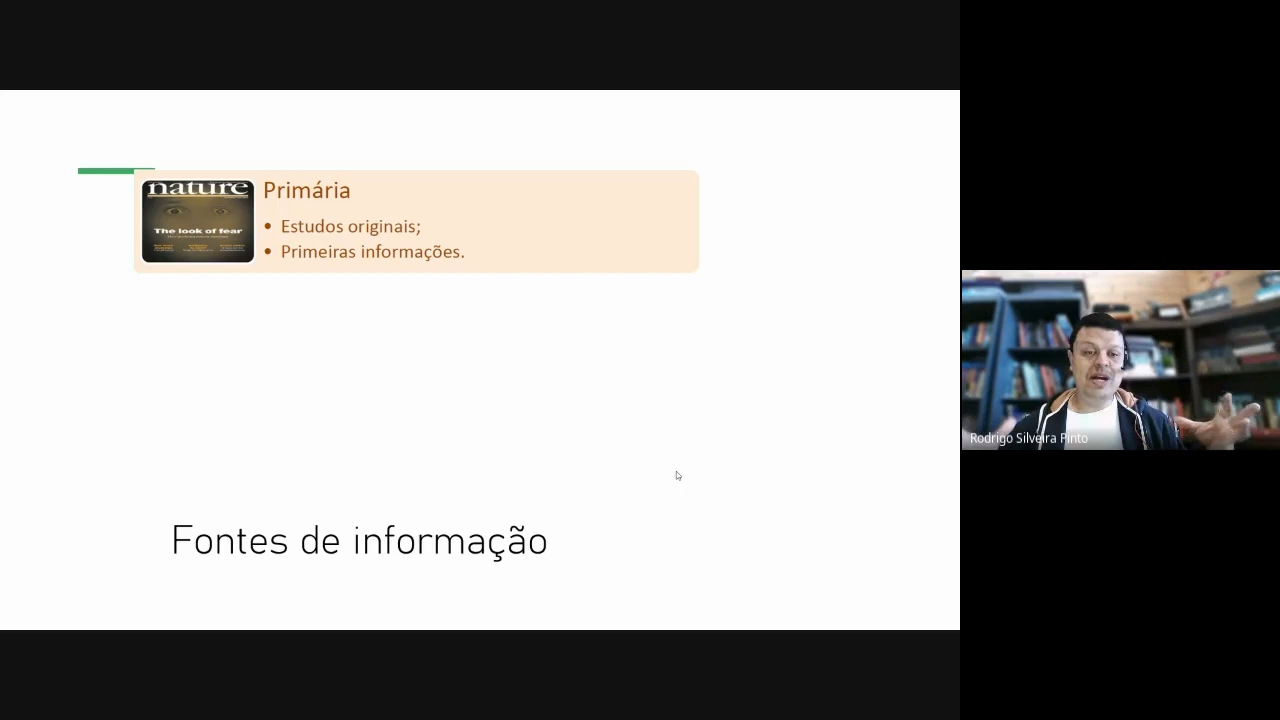 nature
Primária
The look of fear
• Estudos originais;
• Primeiras informações.
Rodrigo Silveira Pinto
Fontes de informação